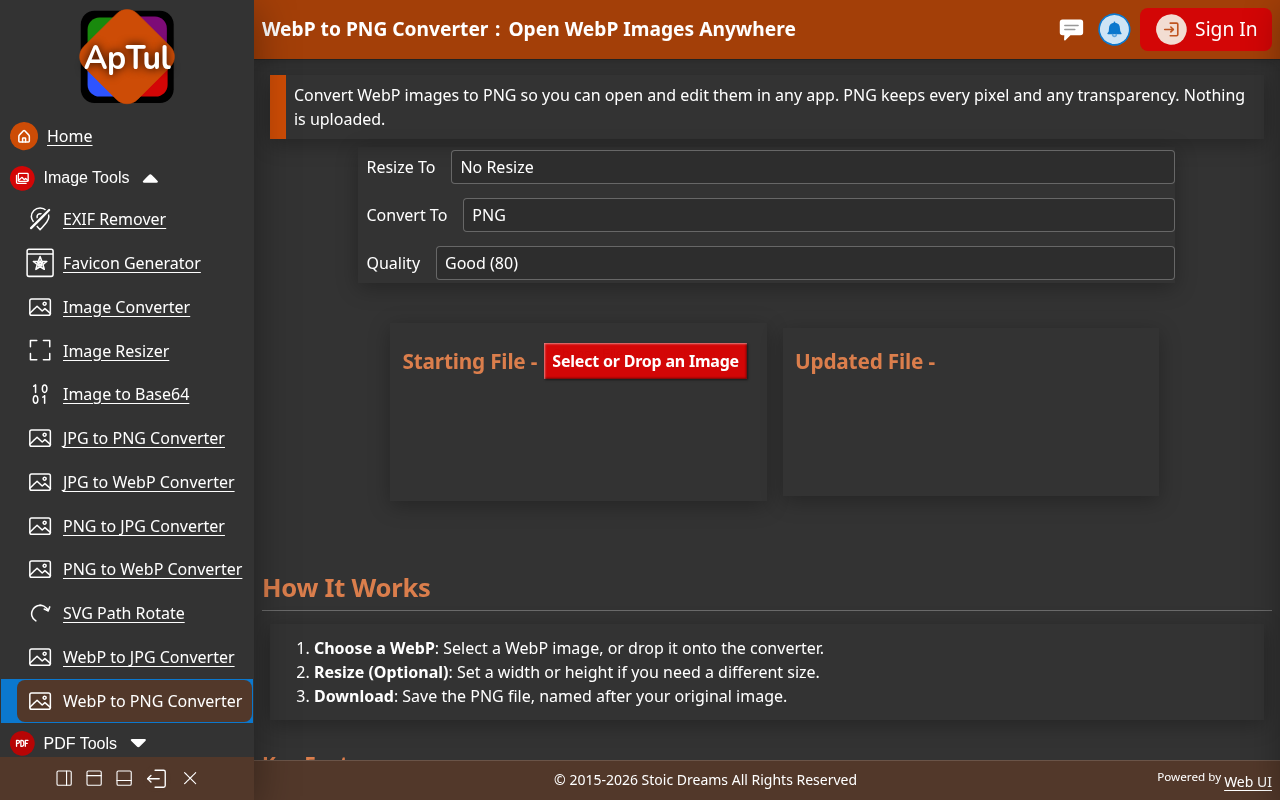 ApTul
Home
Image Tools
EXIF Remover
Favicon Generator
Image Converter
Image Resizer
Image to Base64
JPG to PNG Converter
JPG to WebP Converter
PNG to JPG Converter
PNG to WebP Converter
SVG Path Rotate
WebP to JPG Converter
WebP to PNG Converter
PDF PDF Tools
WebP to PNG Converter : Open WebP Images Anywhere
Sign In
Convert WebP images to PNG so you can open and edit them in any app. PNG keeps every pixel and any transparency. Nothing
is uploaded.
Resize To No Resize
Convert To PNG
Quality Good (80)
Starting File - Select or Drop an Image
Updated File -
How It Works
1. Choose a WebP: Select a WebP image, or drop it onto the converter.
2. Resize (Optional): Set a width or height if you need a different size.
3. Download: Save the PNG file, named after your original image.
© 2015-2026 Stoic Dreams All Rights Reserved
Powered by Web UI